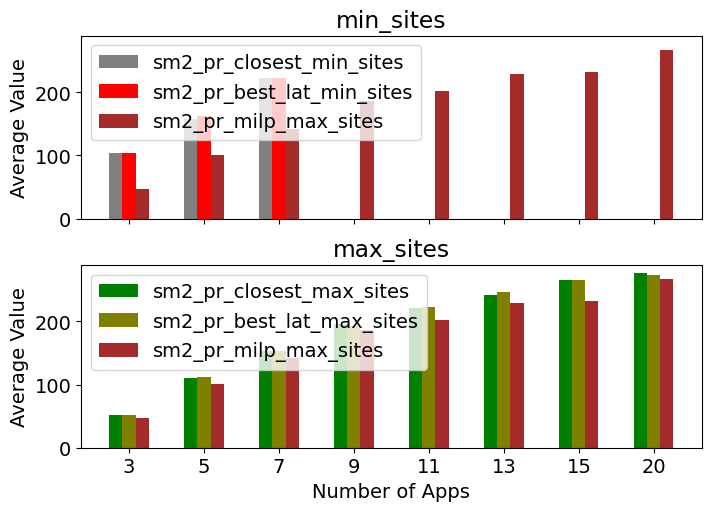 min_sites
Average Value
200
100
0
sm2_pr_closest_min_sites
sm2_pr_best_lat_min_sites
sm2_pr_milp_max_sites
max_sites
Average Value
200
100
0
sm2_pr_closest_max_sites
sm2_pr_best_lat_max_sites
sm2_pr_milp_max_sites
3 5 7 9 11 13 15 20
Number of Apps